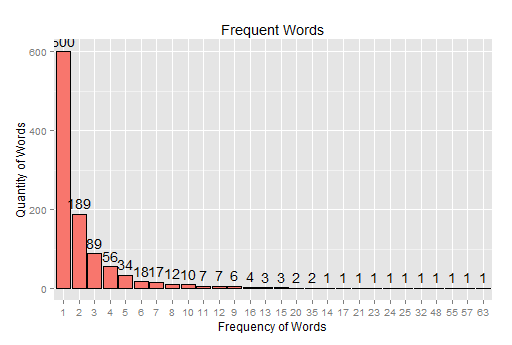 Frequent Words
Quantity of Words
600
400
200
0
600
189
89
56
34
18 17 12 10 7 7 6 4 3 3 2 2 1 1 1 1 1 1 1 1 1 1 1
1 2 3 4 5 6 7 8 10 11 12 9 16 13 15 20 35 14 17 21 23 24 25 32 48 55 57 63
Frequency of Words